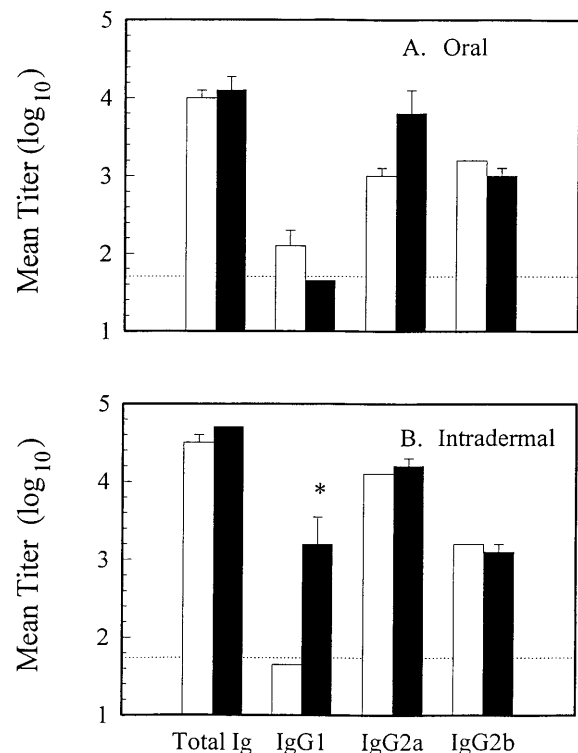 5
4
3
2
1
Mean Titer (log10)
A. Oral
5
4
3
2
1
Mean Titer (log10)
B. Intradermal
*
Total Ig IgG1 IgG2a IgG2b